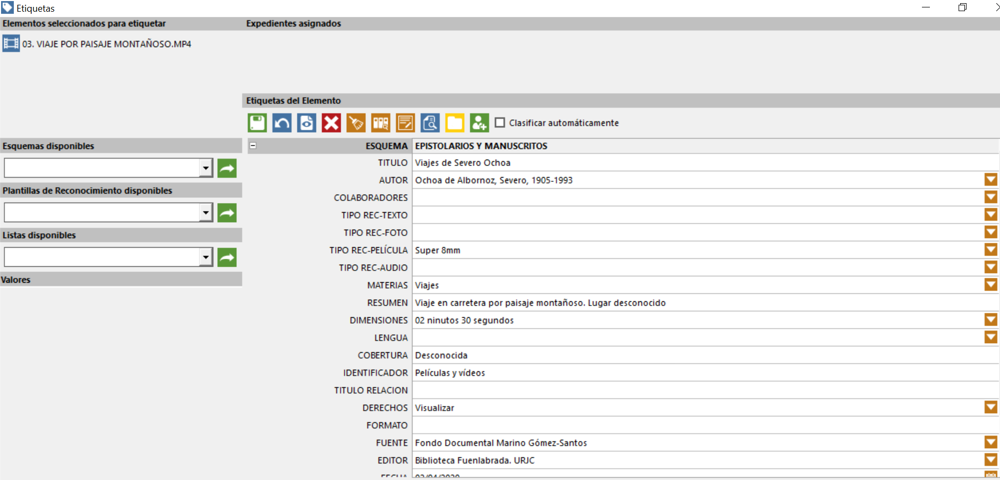 Etiquetas
Elementos seleccionados para etiquetar
Expedientes asignados
03. VIAJE POR PAISAJE MONTAÑOSO.MP4
Etiquetas del Elemento
Clasificar automáticamente
Esquemas disponibles
Plantillas de Reconocimiento disponibles
Listas disponibles
Valores
ESQUEMA EPISTOLARIOS Y MANUSCRITOS
TITULO Viajes de Severo Ochoa
AUTOR Ochoa de Albornoz, Severo, 1905-1993
COLABORADORES
TIPO REC-TEXTO
TIPO REC-FOTO
TIPO REC-PELÍCULA Super 8mm
TIPO REC-AUDIO
MATERIAS Viajes
RESUMEN Viaje en carretera por paisaje montañoso. Lugar desconocido
DIMENSIONES 02 ninutos 30 segundos
LENGUA
COBERTURA Desconocida
IDENTIFICADOR Películas y vídeos
TITULO RELACION
DERECHOS Visualizar
FORMATO
FUENTE Fondo Documental Marino Gómez-Santos
EDITOR Biblioteca Fuenlabrada. URJC
FECHA